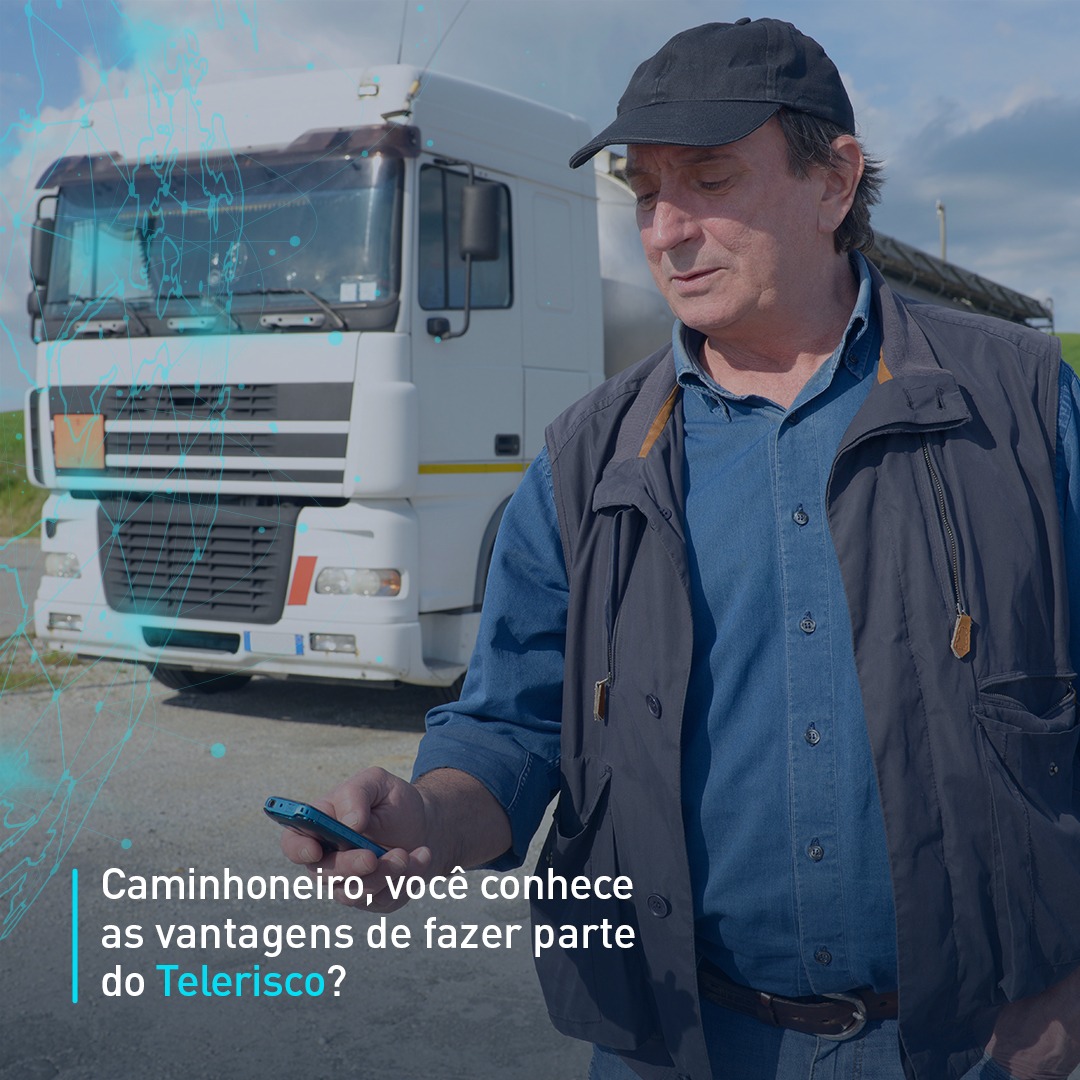 Caminhoneiro, você conhece
as vantagens de fazer parte
do Telerisco?